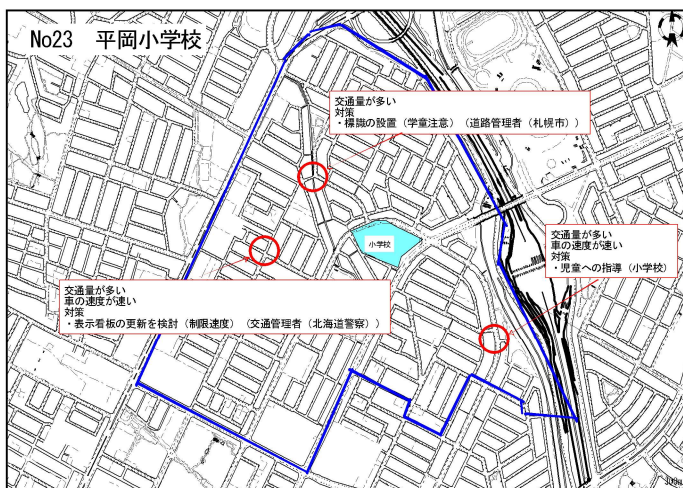 No23　平岡小学校
交通量が多い
対策
・標識の設置（学童注意）（道路管理者（札幌市））
小学校
交通量が多い
車の速度が速い
対策
・児童への指導（小学校）
交通量が多い
車の速度が速い
対策
・表示看板の更新を検討（制限速度）（交通管理者（北海道警察））